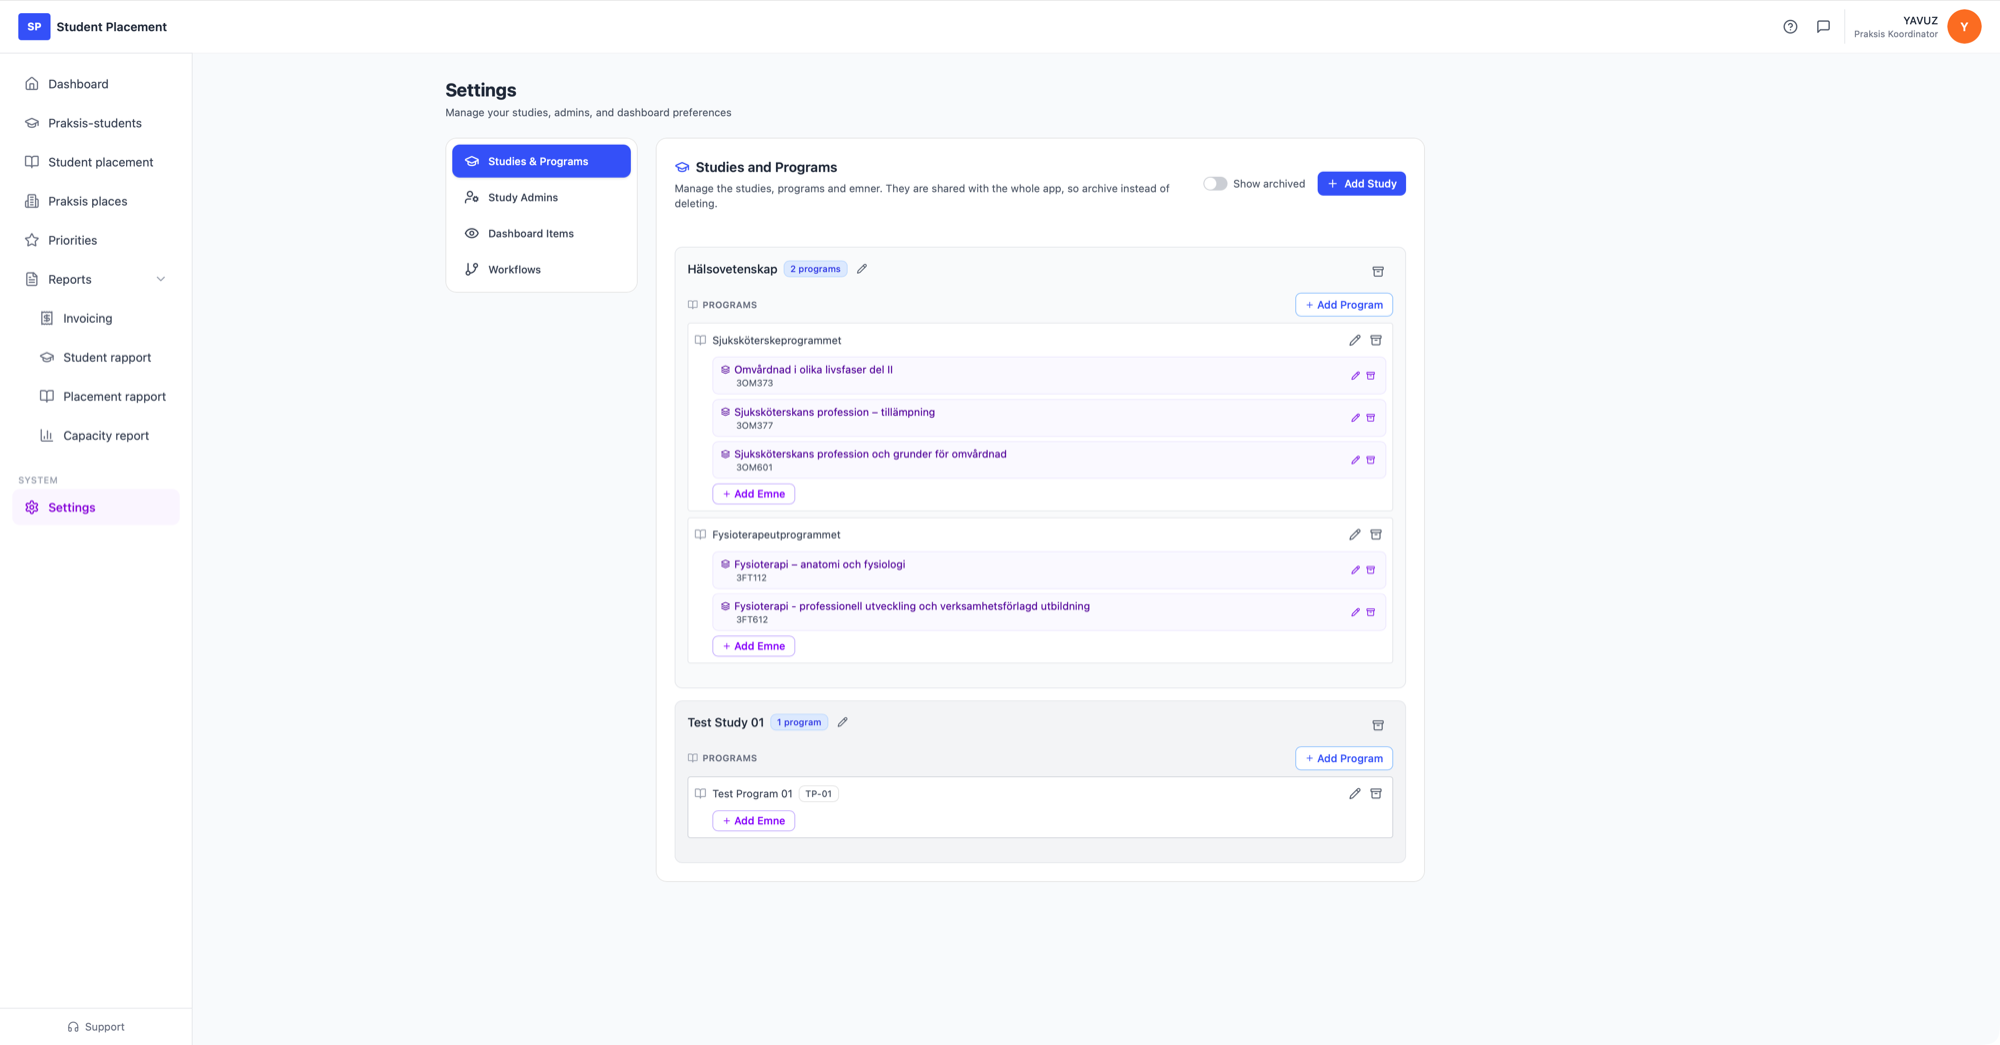 SP Student Placement
YAVUZ
Praksis Koordinator
Y
Dashboard
Praksis-students
Student placement
Praksis places
Priorities
Reports
Invoicing
Student rapport
Placement rapport
Capacity report
SYSTEM
Settings
Support
Settings
Manage your studies, admins, and dashboard preferences
Studies & Programs
Study Admins
Dashboard Items
Workflows
Studies and Programs
Manage the studies, programs and emner. They are shared with the whole app, so archive instead of
deleting.
Show archived
+ Add Study
Hälsovetenskap 2 programs
PROGRAMS
+ Add Program
Sjuksköterskeprogrammet
Omvårdnad i olika livsfaser del II
3OM373
Sjuksköterskans profession – tillämpning
3OM377
Sjuksköterskans profession och grunder för omvårdnad
3OM601
+ Add Emne
Fysioterapeutprogrammet
Fysioterapi – anatomi och fysiologi
3FT112
Fysioterapi - professionell utveckling och verksamhetsförlagd utbildning
3FT612
+ Add Emne
Test Study 01 1 program
PROGRAMS
+ Add Program
Test Program 01 TP-01
+ Add Emne